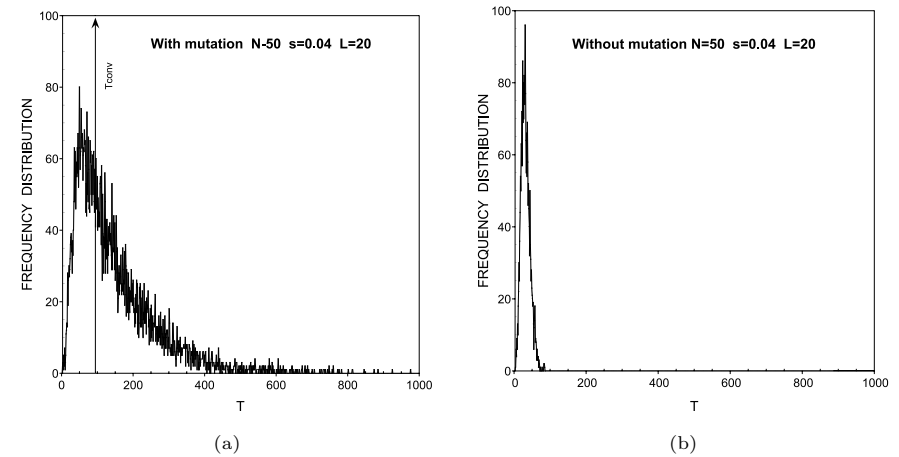 100
80
60
40
20
0
FREQUENCY DISTRIBUTION
With mutation N-50 s=0.04 L=20
Tconv
0 200 400 600 800 1000
T
(a)
100
80
60
40
20
0
FREQUENCY DISTRIBUTION
Without mutation N=50 s=0.04 L=20
0 200 400 600 800 1000
T
(b)